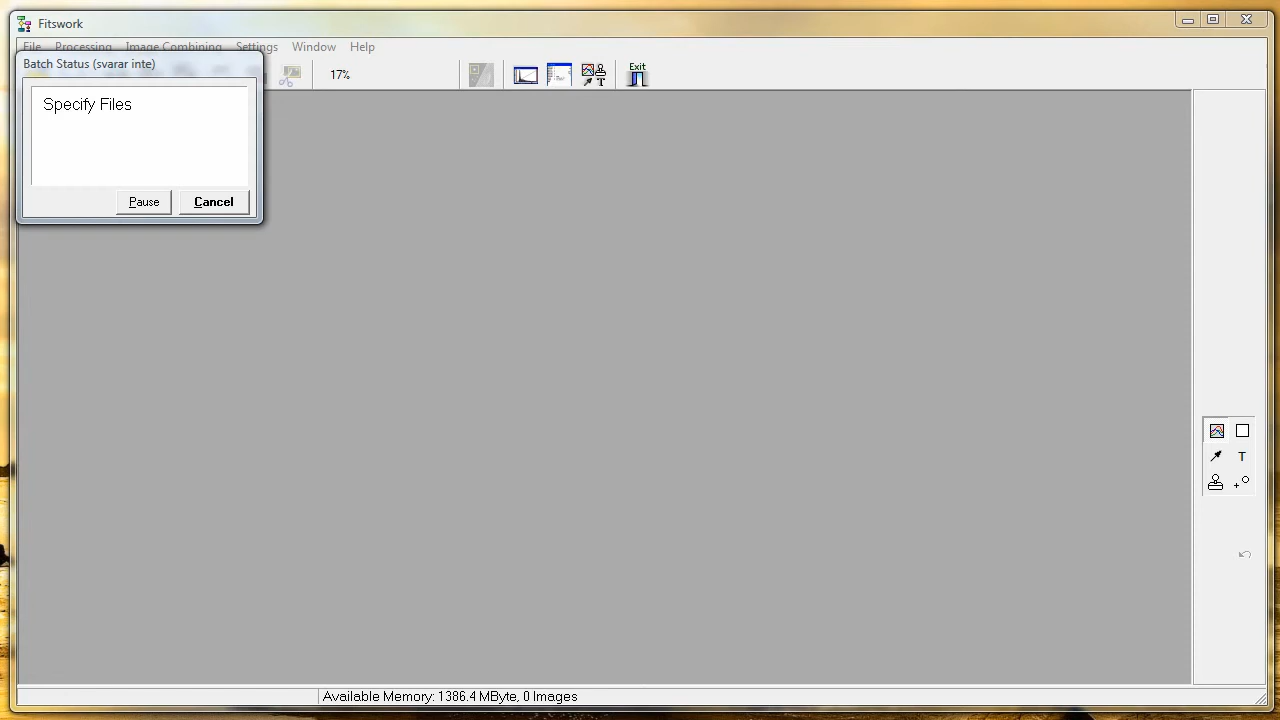 Fitswork
File Processing Image Combining Settings Window Help
Batch Status (svarar inte)
17%
Exit
Specify Files
Pause Cancel
T
Available Memory: 1386.4 MByte, 0 Images